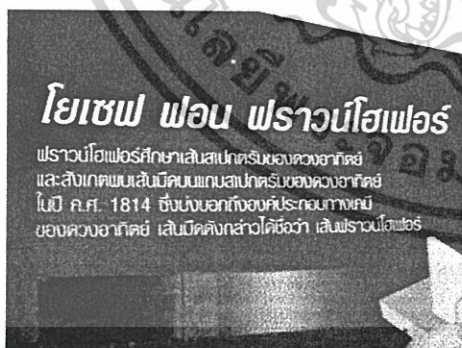 โยเซฟ ฟอน ฟราวน์โฮเฟอร์
ฟราวน์โฮเฟอร์ศึกษาเส้นสเปกตรัมของดวงอาทิตย์
และสังเกตพบเส้นมืดบนแถบสเปกตรัมของดวงอาทิตย์
ในปี ค.ศ. 1814 ซึ่งบ่งบอกถึงองค์ประกอบทางเคมี
ของดวงอาทิตย์ เส้นมืดดังกล่าวได้ชื่อว่า เส้นฟราวน์โฮเฟอร์